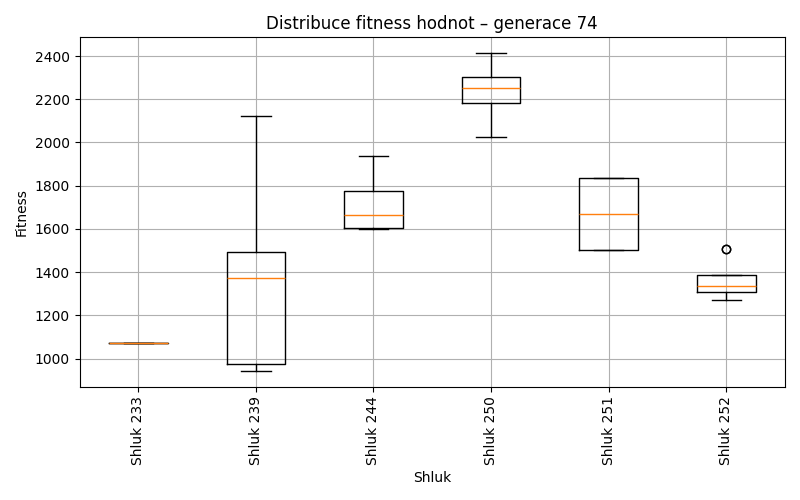 Distribuce fitness hodnot – generace 74
Fitness
2400
2200
2000
1800
1600
1400
1200
1000
Shluk 233
Shluk 239
Shluk 244
Shluk 250
Shluk 251
Shluk 252
Shluk